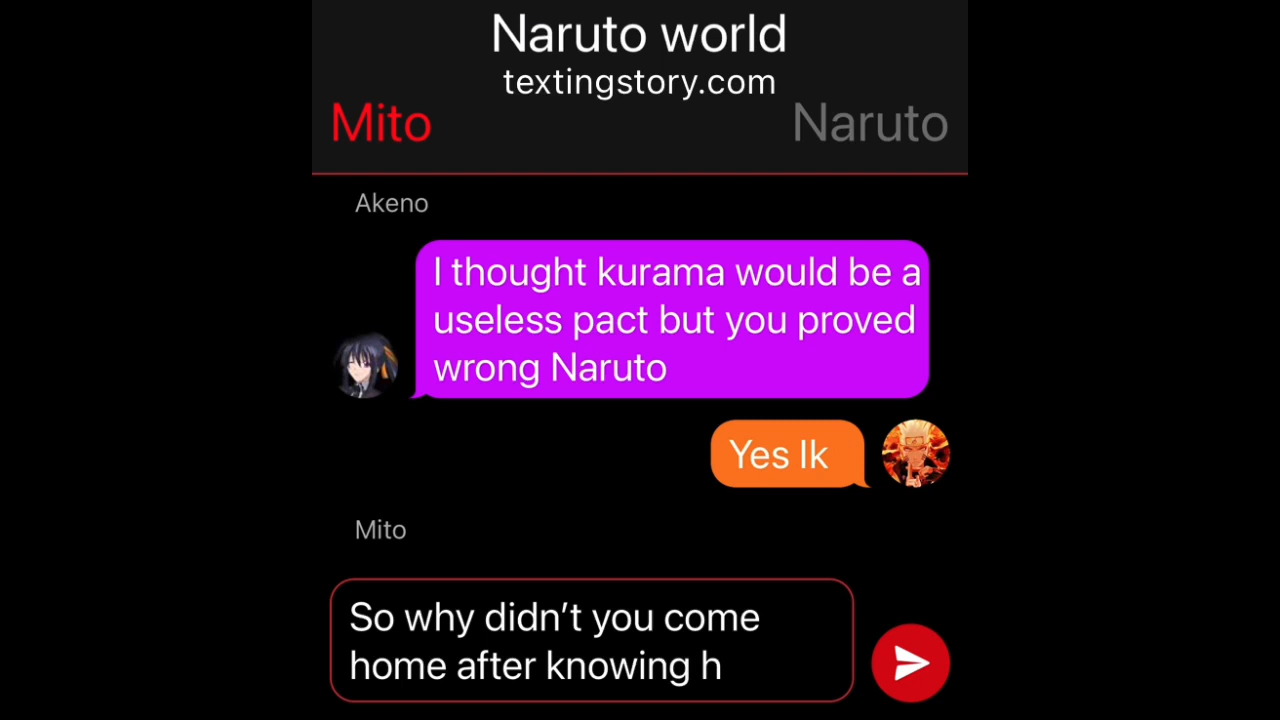 Naruto world
textingstory.com
Mito
Naruto
Akeno
I thought kurama would be a
useless pact but you proved
wrong Naruto
Yes Ik
Mito
So why didn’t you come
home after knowing h